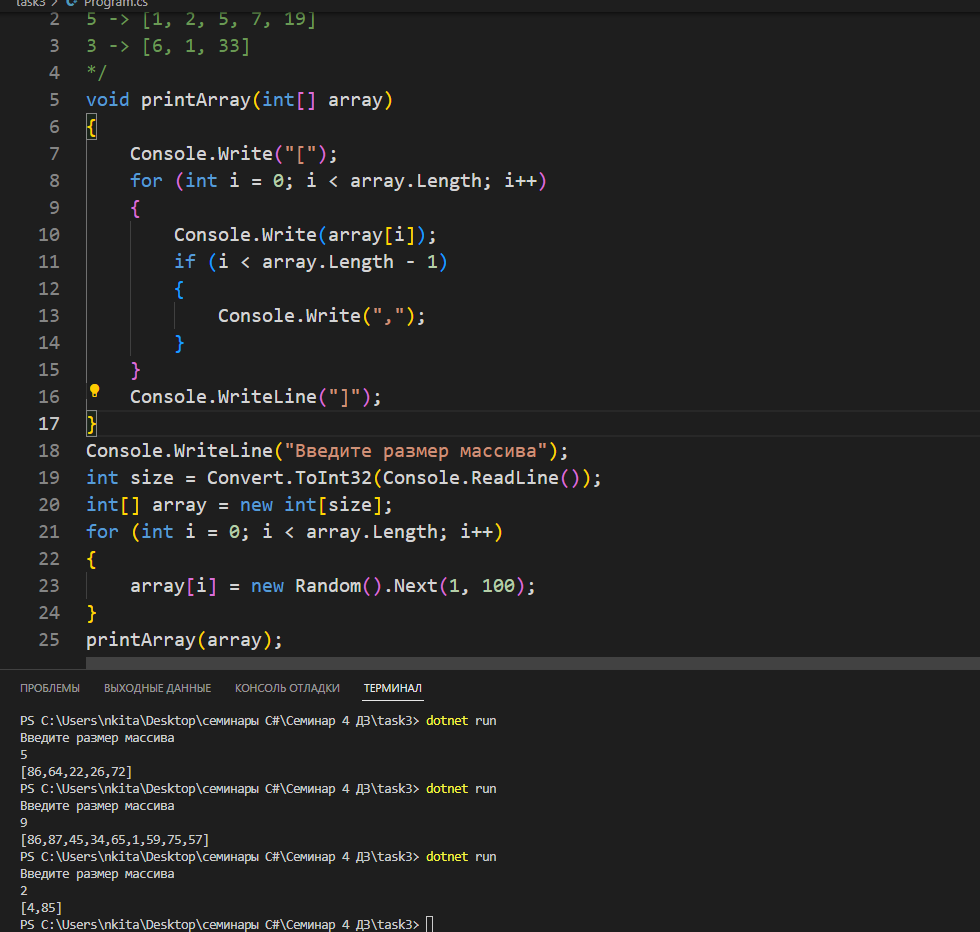 task3 > Program.cs
2 5 -> [1, 2, 5, 7, 19]
3 3 -> [6, 1, 33]
4 */
5 void printArray(int[] array)
6 {
7     Console.Write("[");
8     for (int i = 0; i < array.Length; i++)
9     {
10         Console.Write(array[i]);
11         if (i < array.Length - 1)
12         {
13             Console.Write(",");
14         }
15     }
16     Console.WriteLine("]");
17 }
18 Console.WriteLine("Введите размер массива");
19 int size = Convert.ToInt32(Console.ReadLine());
20 int[] array = new int[size];
21 for (int i = 0; i < array.Length; i++)
22 {
23     array[i] = new Random().Next(1, 100);
24 }
25 printArray(array);
ПРОБЛЕМЫ ВЫХОДНЫЕ ДАННЫЕ КОНСОЛЬ ОТЛАДКИ ТЕРМИНАЛ
PS C:\Users\nkita\Desktop\семинары C#\Семинар 4 ДЗ\task3> dotnet run
Введите размер массива
5
[86,64,22,26,72]
PS C:\Users\nkita\Desktop\семинары C#\Семинар 4 ДЗ\task3> dotnet run
Введите размер массива
9
[86,87,45,34,65,1,59,75,57]
PS C:\Users\nkita\Desktop\семинары C#\Семинар 4 ДЗ\task3> dotnet run
Введите размер массива
2
[4,85]
PS C:\Users\nkita\Desktop\семинары C#\Семинар 4 ДЗ\task3>